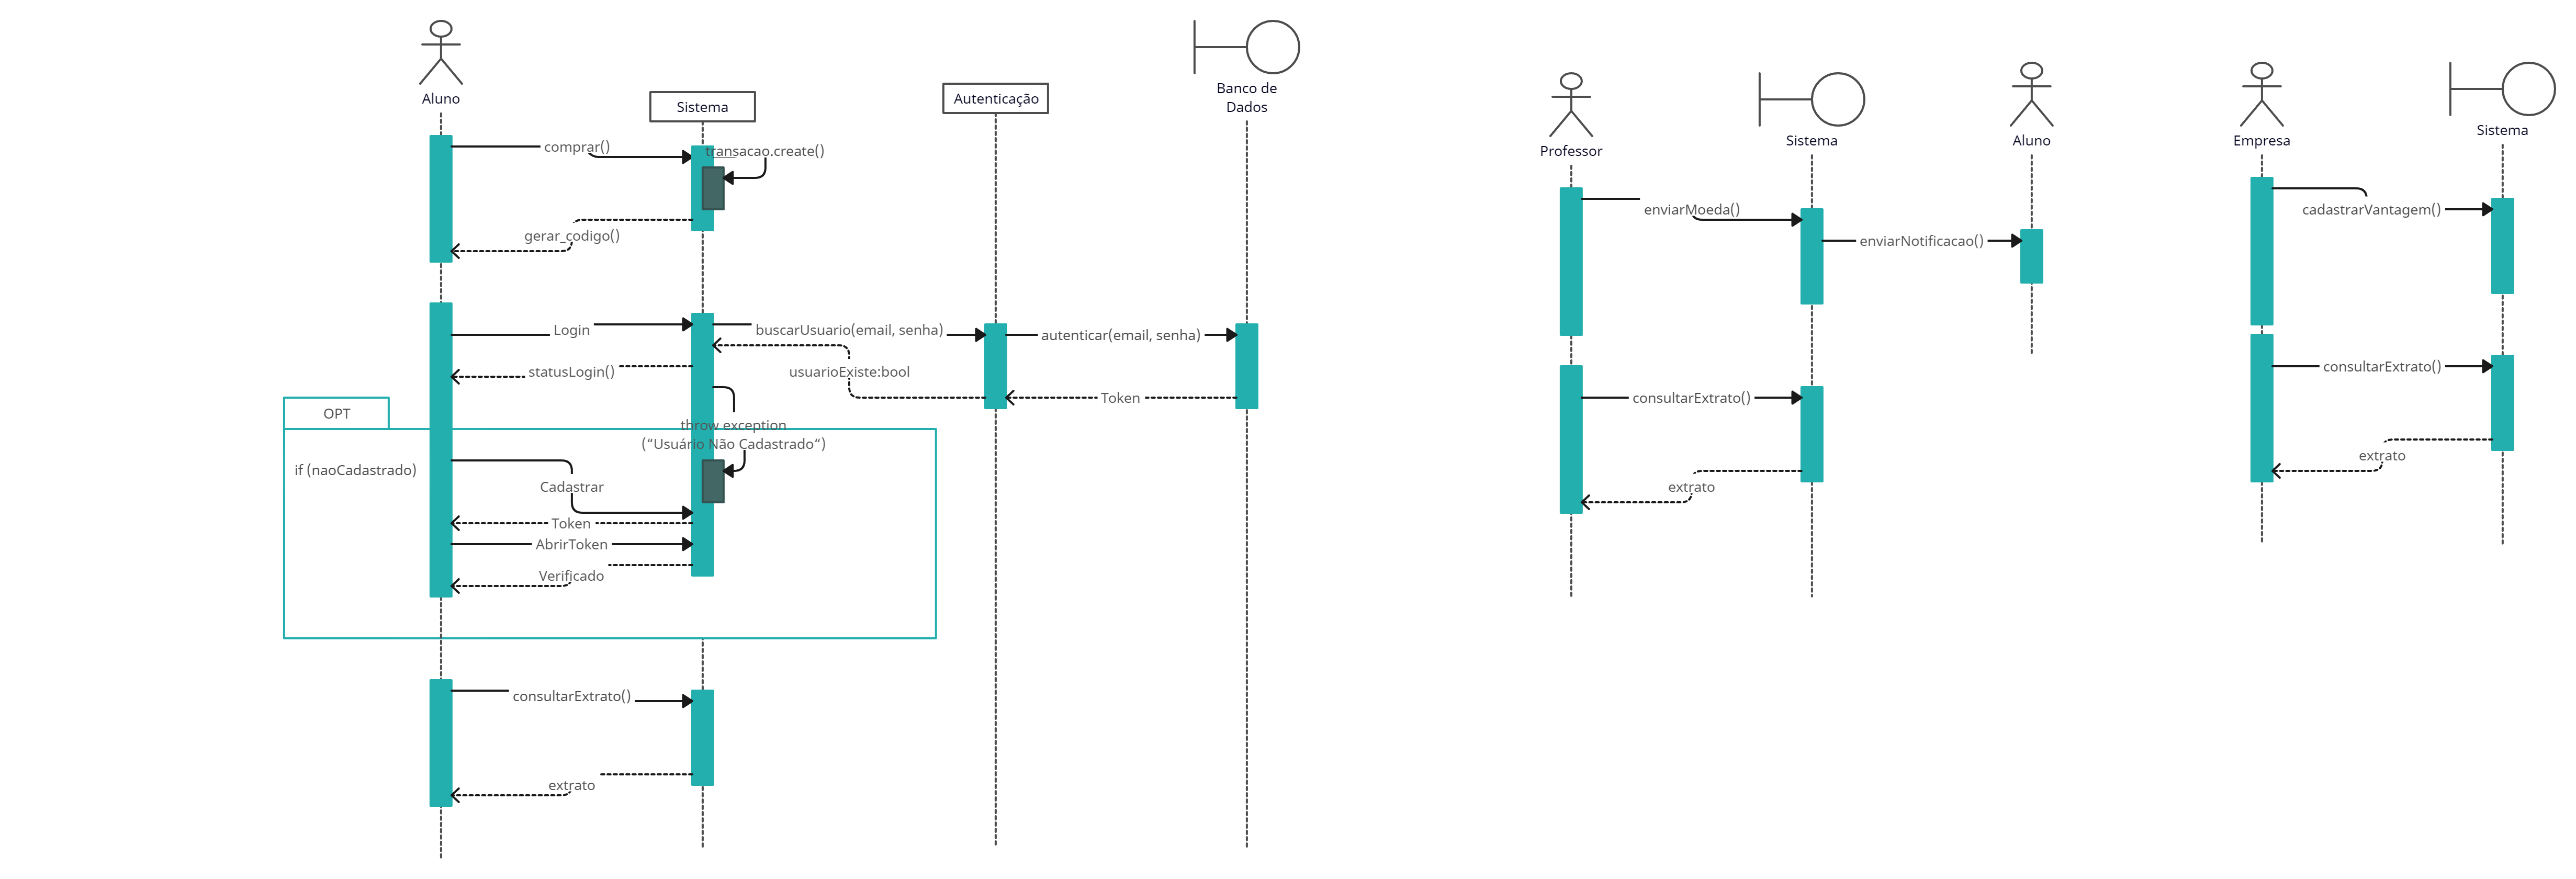 Aluno
Sistema
Autenticação
Banco de
Dados
comprar()
transacao.create()
gerar_codigo()
Login
buscarUsuario(email, senha)
autenticar(email, senha)
statusLogin()
usuarioExiste:bool
Token
OPT
throw exception
(“Usuário Não Cadastrado“)
if (naoCadastrado)
Cadastrar
Token
AbrirToken
Verificado
consultarExtrato()
extrato
Professor
Sistema
Aluno
enviarMoeda()
enviarNotificacao()
consultarExtrato()
extrato
Empresa
Sistema
cadastrarVantagem()
consultarExtrato()
extrato